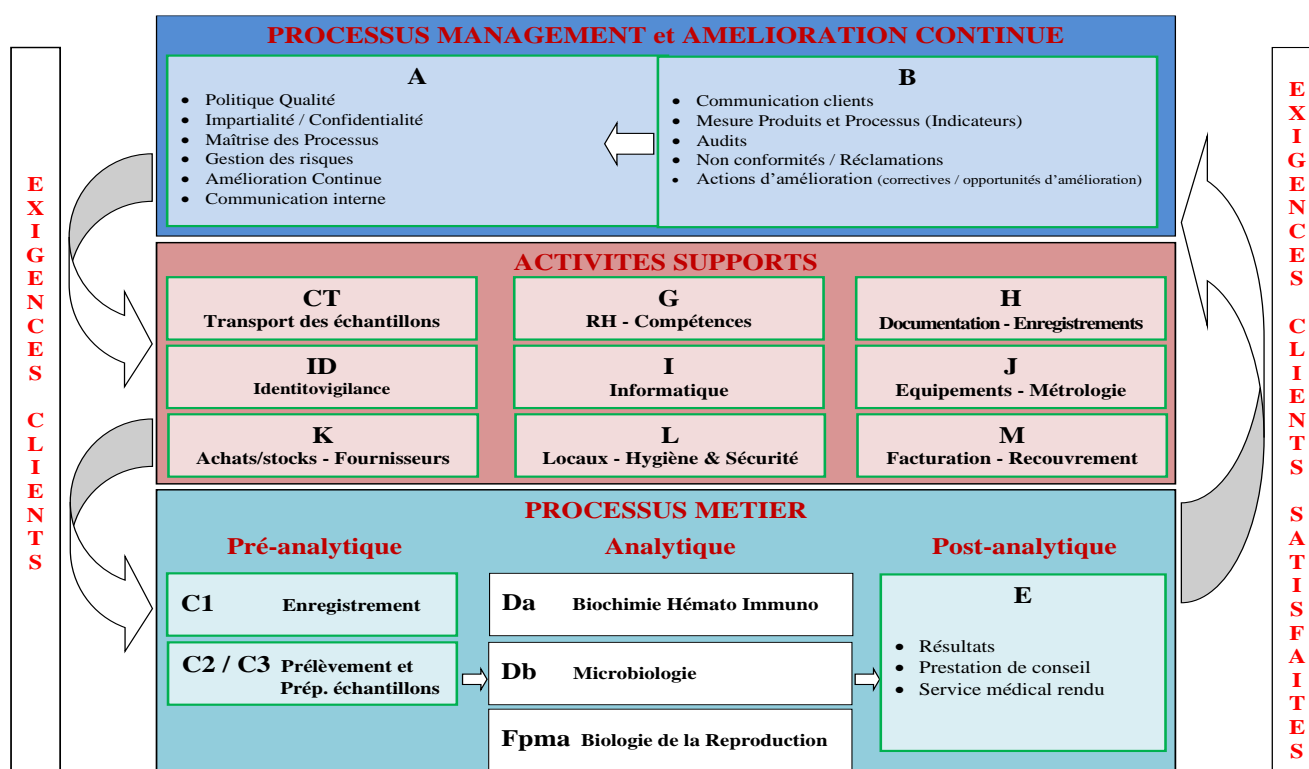 PROCESSUS MANAGEMENT et AMELIORATION CONTINUE
A
• Politique Qualité
• Impartialité / Confidentialité
• Maîtrise des Processus
• Gestion des risques
• Amélioration Continue
• Communication interne
B
• Communication clients
• Mesure Produits et Processus (Indicateurs)
• Audits
• Non conformités / Réclamations
• Actions d’amélioration (correctives / opportunités d’amélioration)
EXIGENCES CLIENTS
ACTIVITES SUPPORTS
CT
Transport des échantillons
G
RH - Compétences
H
Documentation - Enregistrements
ID
Identitovigilance
I
Informatique
J
Equipements - Métrologie
K
Achats/stocks - Fournisseurs
L
Locaux - Hygiène & Sécurité
M
Facturation - Recouvrement
PROCESSUS METIER
Pré-analytique
Analytique
Post-analytique
C1 Enregistrement
C2 / C3 Prélèvement et
Prép. échantillons
Da Biochimie Hémato Immuno
Db Microbiologie
Fpma Biologie de la Reproduction
E
• Résultats
• Prestation de conseil
• Service médical rendu
EXIGENCES CLIENTS SATISFAITES